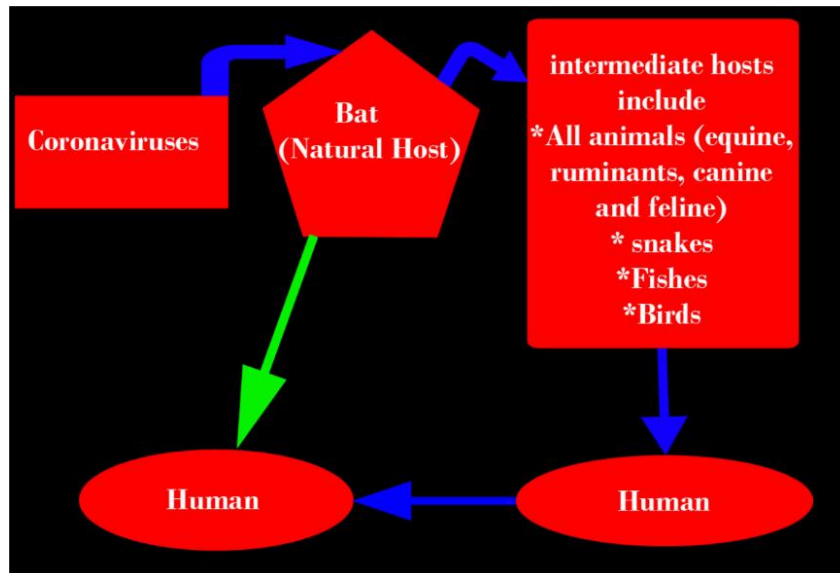 Coronaviruses
Bat
(Natural Host)
intermediate hosts
include
*All animals (equine,
ruminants, canine
and feline)
* snakes
*Fishes
*Birds
Human
Human